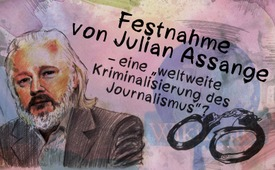 Festnahme
von Julian Assange
– eine „weltweite
Kriminalisierung des
Journalismus"?